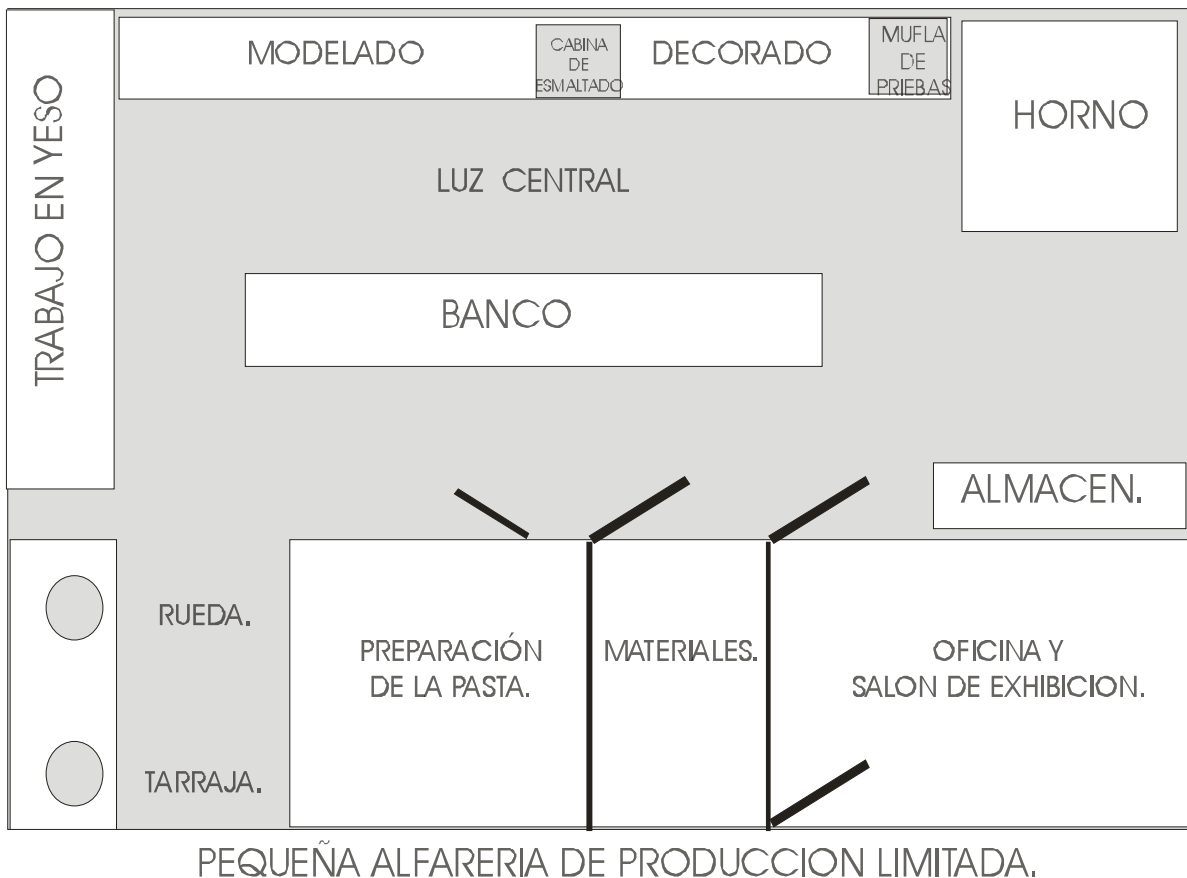 MODELADO
CABINA
DE
ESMALTADO
DECORADO
MUFLA
DE
PRIEBAS
HORNO
TRABAJO EN YESO
LUZ CENTRAL
BANCO
ALMACEN.
RUEDA.
PREPARACIÓN
DE LA PASTA.
MATERIALES.
OFICINA Y
SALON DE EXHIBICION.
TARRAJA.
PEQUEÑA ALFARERIA DE PRODUCCION LIMITADA.